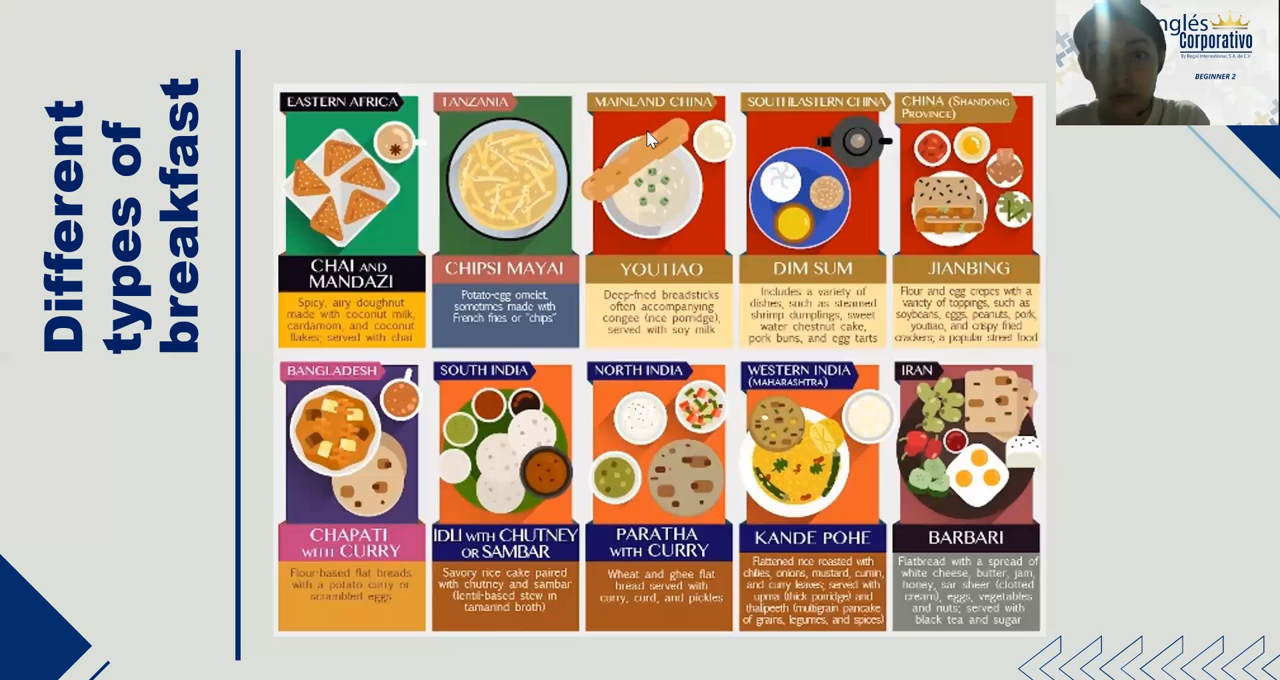 Different
types of
breakfast
Inglés
Corporativo
By Regal International, S.A. de C.V.
BEGINNER 2
EASTERN AFRICA
CHAI AND
MANDAZI
Spicy, airy doughnut
made with coconut milk,
cardamom, and coconut
flakes; served with chai
TANZANIA
CHIPSI MAYAI
Potato-egg omelet,
sometimes made with
French fries or "chips"
MAINLAND CHINA
YOUTIAO
Deep-fried breadsticks
often accompanying
congee (rice porridge);
served with soy milk
SOUTHEASTERN CHINA
DIM SUM
Includes a variety of
dishes, such as steamed
shrimp dumplings, sweet
water chestnut cake,
pork buns, and egg tarts
CHINA (SHANDONG
PROVINCE)
JIANBING
Flour and egg crepes with a
variety of toppings, such as
soybeans, eggs, peanuts, pork,
youtiao, and crispy fried
crackers; a popular street food
BANGLADESH
CHAPATI
WITH CURRY
Flour-based flat breads
with a potato curry or
scrambled eggs
SOUTH INDIA
IDLI WITH CHUTNEY
OR SAMBAR
Savory rice cake paired
with chutney and sambar
(lentil-based stew in
tamarind broth)
NORTH INDIA
PARATHA
WITH CURRY
Wheat and ghee flat
bread served with
curry, curd, and pickles
WESTERN INDIA
(MAHARASHTRA)
KANDE POHE
Flattened rice roasted with
chilies, onions, mustard, cumin,
and curry leaves; served with
upma (thick porridge) and
thalipeeth (multigrain pancake
of grains, legumes, and spices)
IRAN
BARBARI
Flatbread with a spread of
white cheese, butter, jam,
honey, sar sheer (clotted
cream), eggs, vegetables
and nuts; served with
black tea and sugar